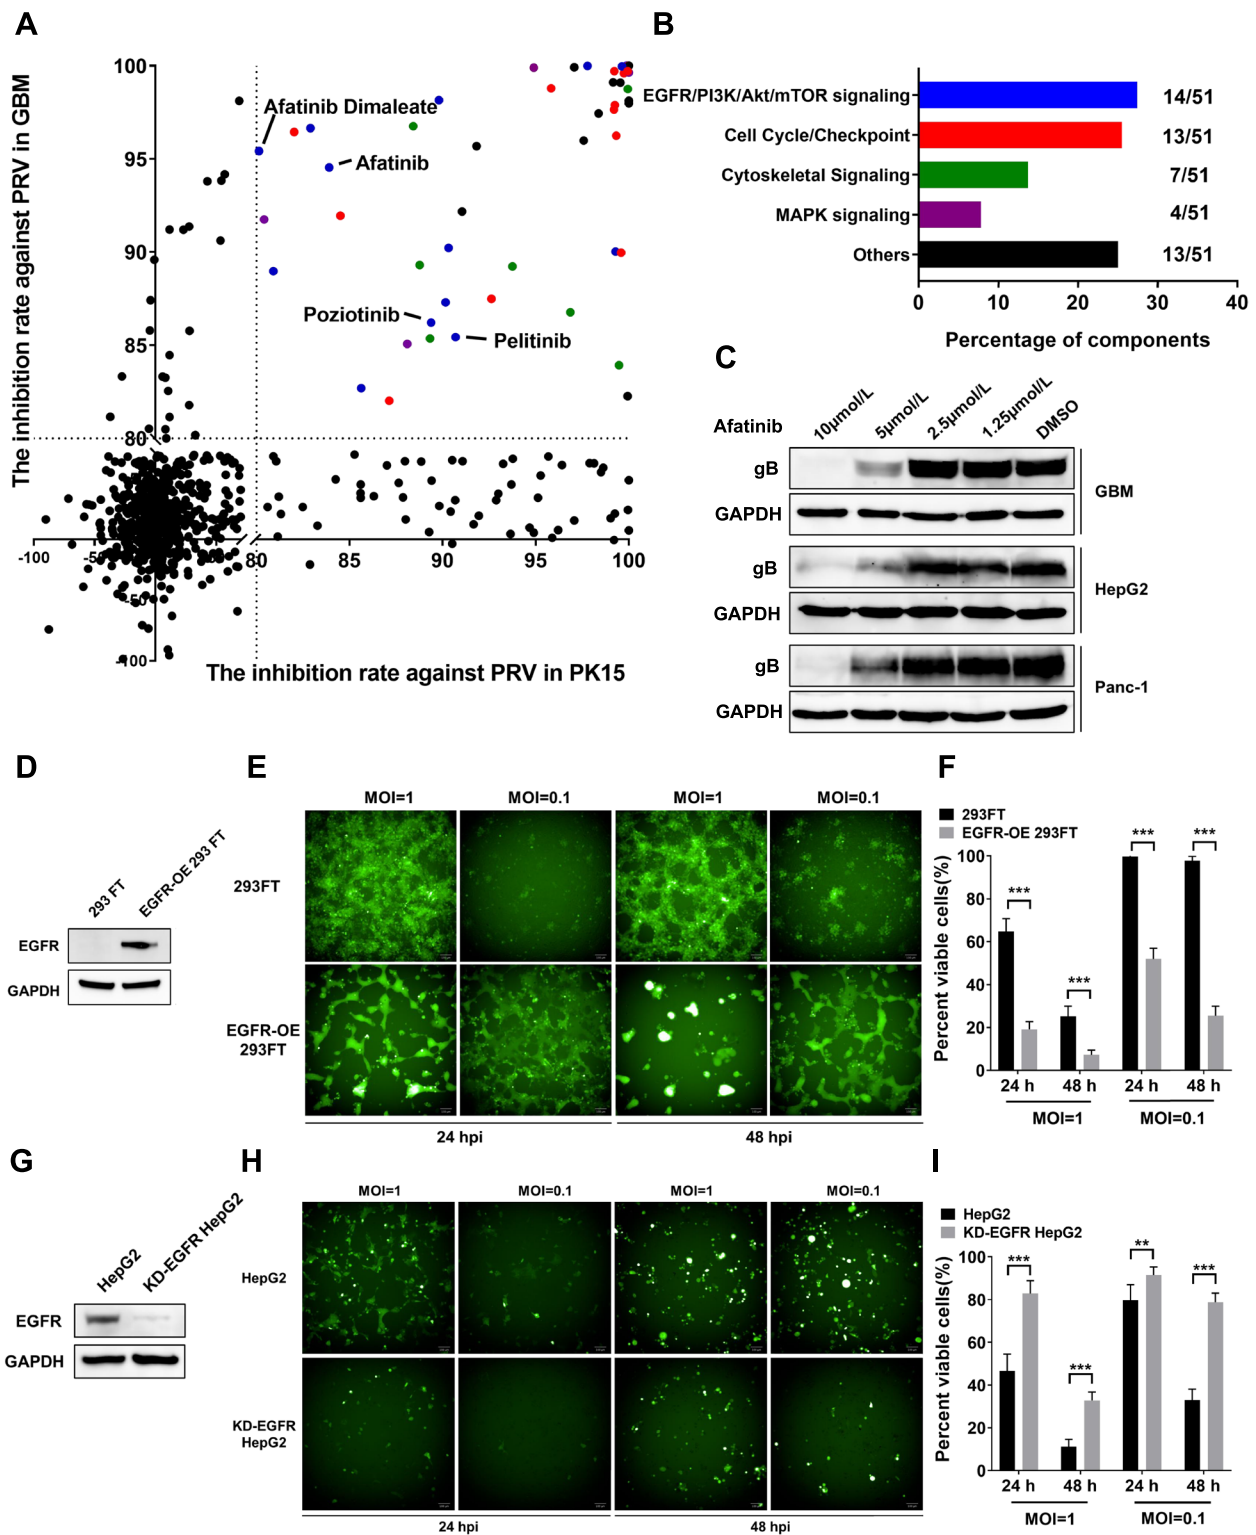 A
The inhibition rate against PRV in GBM
100
95
90
85
80
-50
-100
-100
-50
80
85
90
95
100
Afatinib Dimaleate
Afatinib
Poziotinib
Pelitinib
The inhibition rate against PRV in PK15
B
EGFR/PI3K/Akt/mTOR signaling
14/51
Cell Cycle/Checkpoint
13/51
Cytoskeletal Signaling
7/51
MAPK signaling
4/51
Others
13/51
0 10 20 30 40
Percentage of components
C
Afatinib
10μmol/L
5μmol/L
2.5μmol/L
1.25μmol/L
DMSO
gB
GAPDH
GBM
gB
GAPDH
HepG2
gB
GAPDH
Panc-1
D
293 FT
EGFR-OE 293 FT
EGFR
GAPDH
E
MOI=1 MOI=0.1 MOI=1 MOI=0.1
293FT
EGFR-OE
293FT
24 hpi
48 hpi
F
293FT
EGFR-OE 293FT
Percent viable cells(%)
100
80
60
40
20
0
***
***
***
***
24 h 48 h 24 h 48 h
MOI=1 MOI=0.1
G
HepG2
KD-EGFR HepG2
EGFR
GAPDH
H
MOI=1 MOI=0.1 MOI=1 MOI=0.1
HepG2
KD-EGFR
HepG2
24 hpi
48 hpi
I
HepG2
KD-EGFR HepG2
Percent viable cells(%)
100
80
60
40
20
0
***
***
**
***
24 h 48 h 24 h 48 h
MOI=1 MOI=0.1